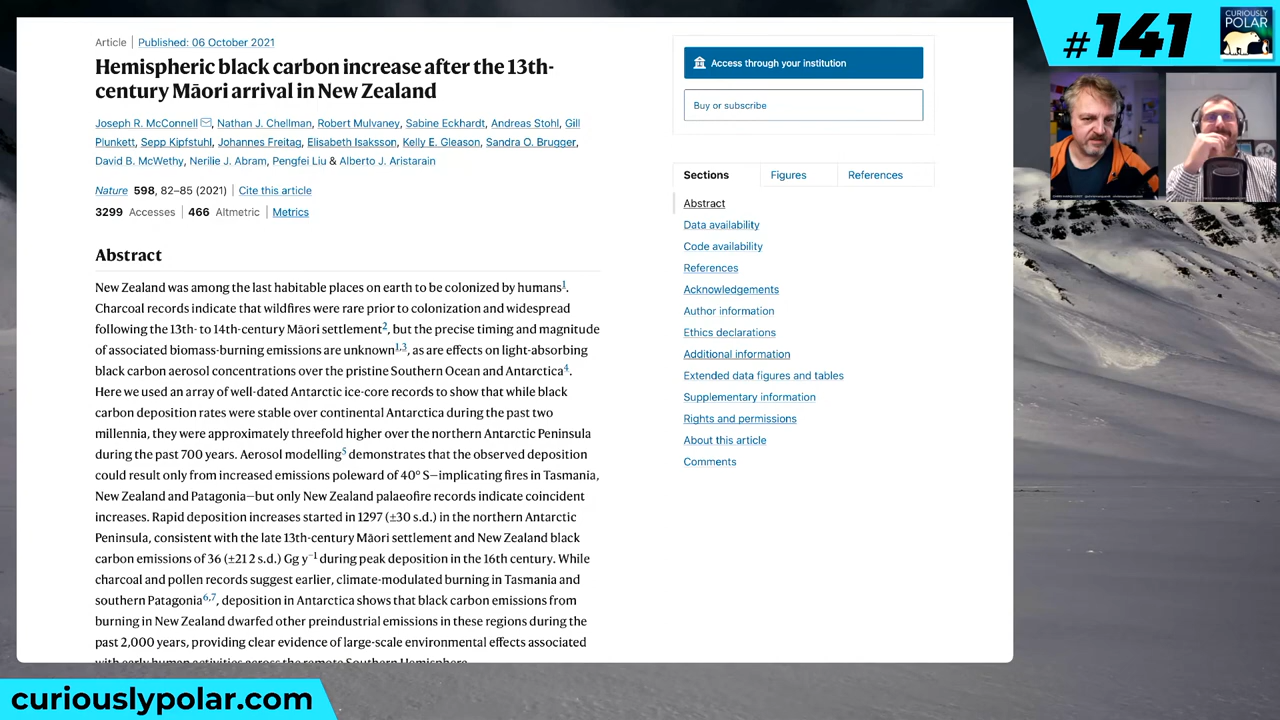 Article | Published: 06 October 2021
Hemispheric black carbon increase after the 13th-
century Māori arrival in New Zealand
Joseph R. McConnell, Nathan J. Chellman, Robert Mulvaney, Sabine Eckhardt, Andreas Stohl, Gill
Plunkett, Sepp Kipfstuhl, Johannes Freitag, Elisabeth Isaksson, Kelly E. Gleason, Sandra O. Brugger,
David B. McWethy, Nerilie J. Abram, Pengfei Liu & Alberto J. Aristarain
Nature 598, 82–85 (2021) | Cite this article
3299 Accesses | 466 Altmetric | Metrics
Abstract
New Zealand was among the last habitable places on earth to be colonized by humans1.
Charcoal records indicate that wildfires were rare prior to colonization and widespread
following the 13th- to 14th-century Māori settlement2, but the precise timing and magnitude
of associated biomass-burning emissions are unknown1,3, as are effects on light-absorbing
black carbon aerosol concentrations over the pristine Southern Ocean and Antarctica4.
Here we used an array of well-dated Antarctic ice-core records to show that while black
carbon deposition rates were stable over continental Antarctica during the past two
millennia, they were approximately threefold higher over the northern Antarctic Peninsula
during the past 700 years. Aerosol modelling5 demonstrates that the observed deposition
could result only from increased emissions poleward of 40° S—implicating fires in Tasmania,
New Zealand and Patagonia—but only New Zealand palaeofire records indicate coincident
increases. Rapid deposition increases started in 1297 (±30 s.d.) in the northern Antarctic
Peninsula, consistent with the late 13th-century Māori settlement and New Zealand black
carbon emissions of 36 (±21 2 s.d.) Gg y−1 during peak deposition in the 16th century. While
charcoal and pollen records suggest earlier, climate-modulated burning in Tasmania and
southern Patagonia6,7, deposition in Antarctica shows that black carbon emissions from
burning in New Zealand dwarfed other preindustrial emissions in these regions during the
past 2,000 years, providing clear evidence of large-scale environmental effects associated
with early human activities across the remote Southern Hemisphere.
Access through your institution
Buy or subscribe
Sections Figures References
Abstract
Data availability
Code availability
References
Acknowledgements
Author information
Ethics declarations
Additional information
Extended data figures and tables
Supplementary information
Rights and permissions
About this article
Comments
#141
CURIOUSLY
POLAR
curiouslypolar.com